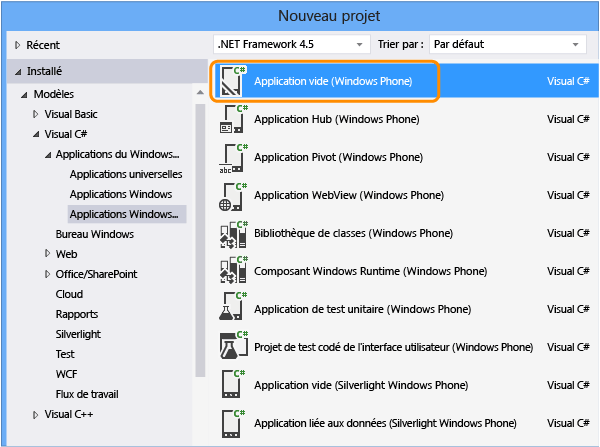 Nouveau projet
Récent
.NET Framework 4.5
Trier par :
Par défaut
Installé
Modèles
Visual Basic
Visual C#
Applications du Windows...
Applications universelles
Applications Windows
Applications Windows...
Bureau Windows
Web
Office/SharePoint
Cloud
Rapports
Silverlight
Test
WCF
Flux de travail
Visual C++
C# Application vide (Windows Phone) Visual C#
C# Application Hub (Windows Phone) Visual C#
C# abc Application Pivot (Windows Phone) Visual C#
C# Application WebView (Windows Phone) Visual C#
C# Bibliothèque de classes (Windows Phone) Visual C#
C# Composant Windows Runtime (Windows Phone) Visual C#
C# Application de test unitaire (Windows Phone) Visual C#
C# Projet de test codé de l'interface utilisateur (Windows Phone) Visual C#
C# Application vide (Silverlight Windows Phone) Visual C#
C# Application liée aux données (Silverlight Windows Phone) Visual C#